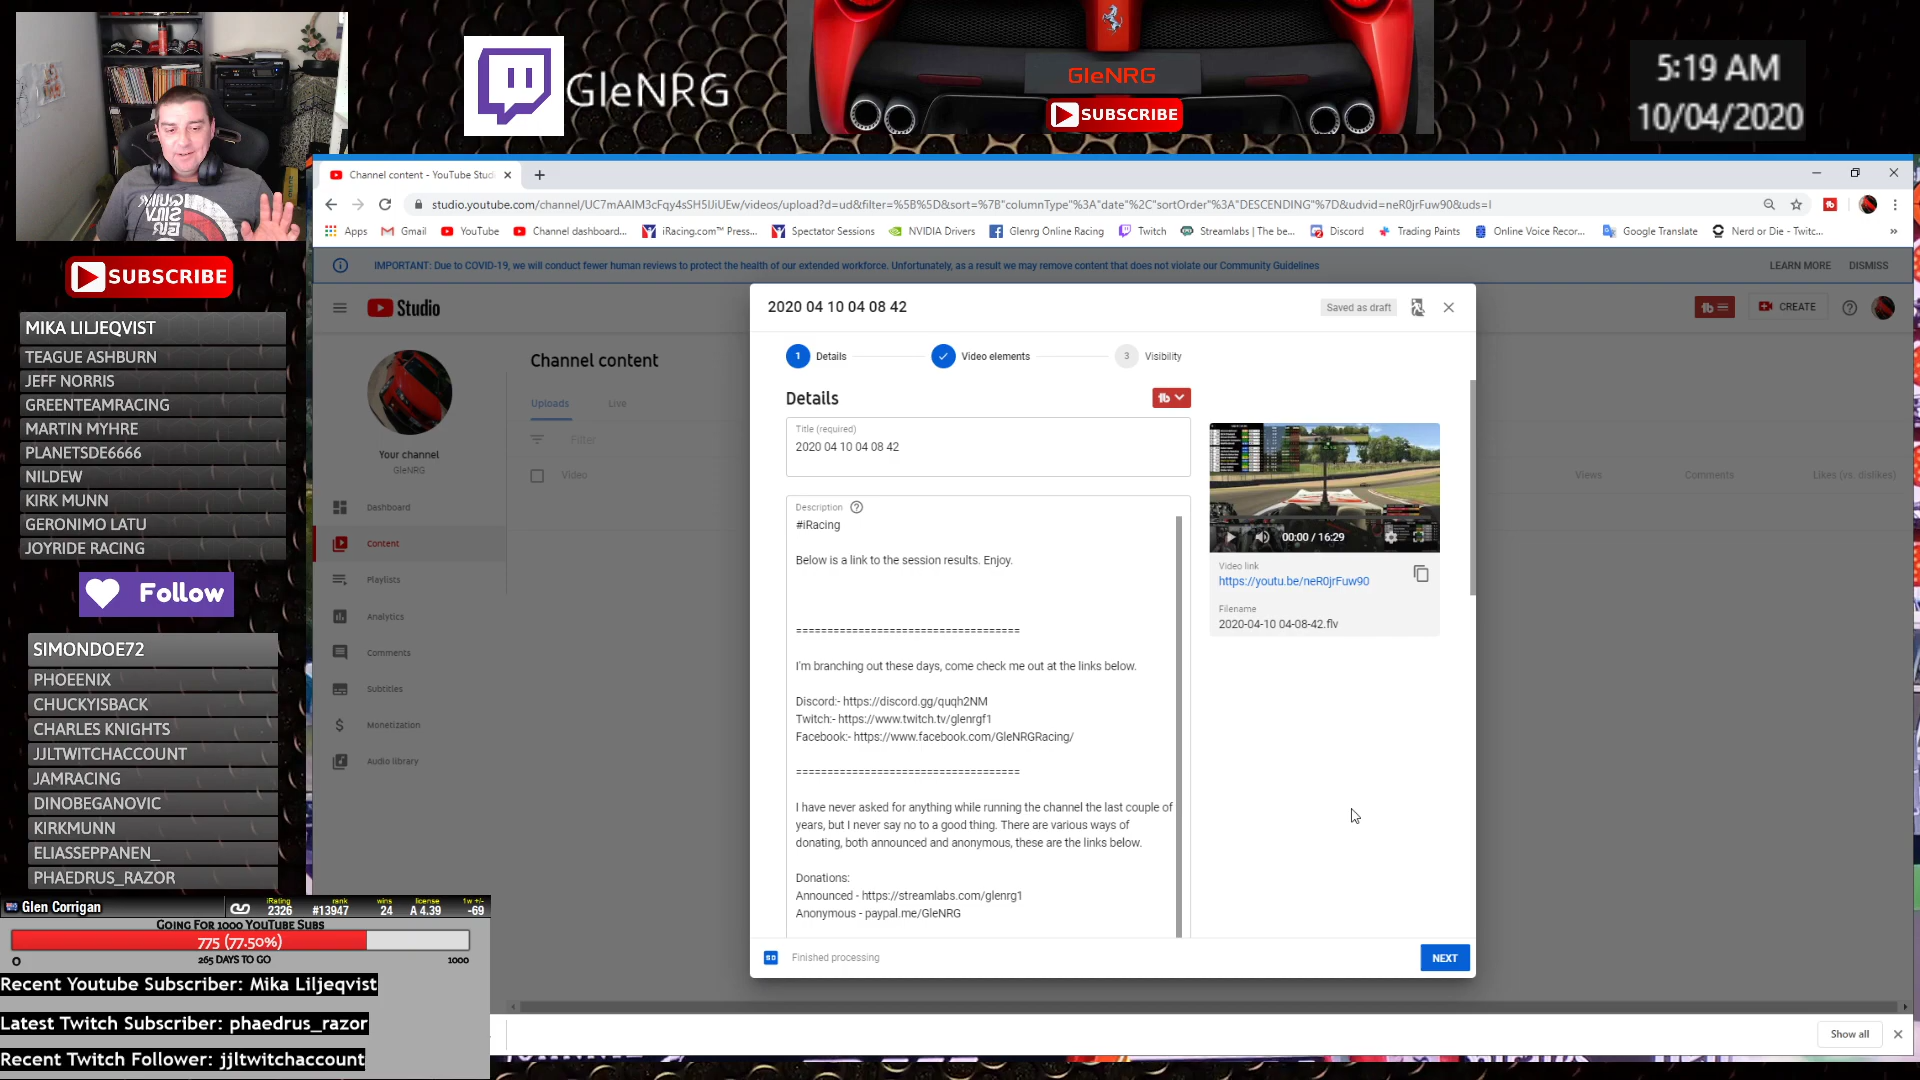 GleNRG
GleNRG
SUBSCRIBE
5:19 AM
10/04/2020
SUBSCRIBE
MIKA LILJEQVIST
TEAGUE ASHBURN
JEFF NORRIS
GREENTEAMRACING
MARTIN MYHRE
PLANETSDE6666
NILDEW
KIRK MUNN
GERONIMO LATU
JOYRIDE RACING
Follow
SIMONDOE72
PHOEENIX
CHUCKYISBACK
CHARLES KNIGHTS
JJLTWITCHACCOUNT
JAMRACING
DINOBEGANOVIC
KIRKMUNN
ELIASSEPPANEN_
PHAEDRUS_RAZOR
Glen Corrigan
iRating rank wins license 1w +/-
2326 #13947 24 A 4.39 -69
Going For 1000 YouTube Subs
775 (77.50%)
0 265 DAYS TO GO 1000
Recent Youtube Subscriber: Mika Liljeqvist
Latest Twitch Subscriber: phaedrus_razor
Recent Twitch Follower: jjltwitchaccount
Channel content - YouTube Stud
studio.youtube.com/channel/UC7mAAIM3cFqy4sSH5IJiUEw/videos/upload?d=ud&filter=%5B%5D&sort=%7B"columnType"%3A"date"%2C"sortOrder"%3A"DESCENDING"%7D&udvid=neR0jrFuw90&uds=I
Apps Gmail YouTube Channel dashboard... iRacing.com™ Press... Spectator Sessions NVIDIA Drivers Glenrg Online Racing Twitch Streamlabs | The be... Discord Trading Paints Online Voice Recor... Google Translate Nerd or Die - Twitc... »
IMPORTANT: Due to COVID-19, we will conduct fewer human reviews to protect the health of our extended workforce. Unfortunately, as a result we may remove content that does not violate our Community Guidelines
LEARN MORE DISMISS
Studio
CREATE
Your channel
GleNRG
Dashboard
Content
Playlists
Analytics
Comments
Subtitles
Monetization
Audio library
Channel content
Uploads Live
Filter
Video
Views Comments Likes (vs. dislikes)
2020 04 10 04 08 42
Saved as draft
1 Details Video elements 3 Visibility
Details
Title (required)
2020 04 10 04 08 42
Description
#iRacing
Below is a link to the session results. Enjoy.
====================================
I'm branching out these days, come check me out at the links below.
Discord:- https://discord.gg/quqh2NM
Twitch:- https://www.twitch.tv/glenrgf1
Facebook:- https://www.facebook.com/GleNRGRacing/
====================================
I have never asked for anything while running the channel the last couple of
years, but I never say no to a good thing. There are various ways of
donating, both announced and anonymous, these are the links below.
Donations:
Announced - https://streamlabs.com/glenrg1
Anonymous - paypal.me/GleNRG
00:00 / 16:29
Video link
https://youtu.be/neR0jrFuw90
Filename
2020-04-10 04-08-42.flv
SD Finished processing
NEXT
Show all